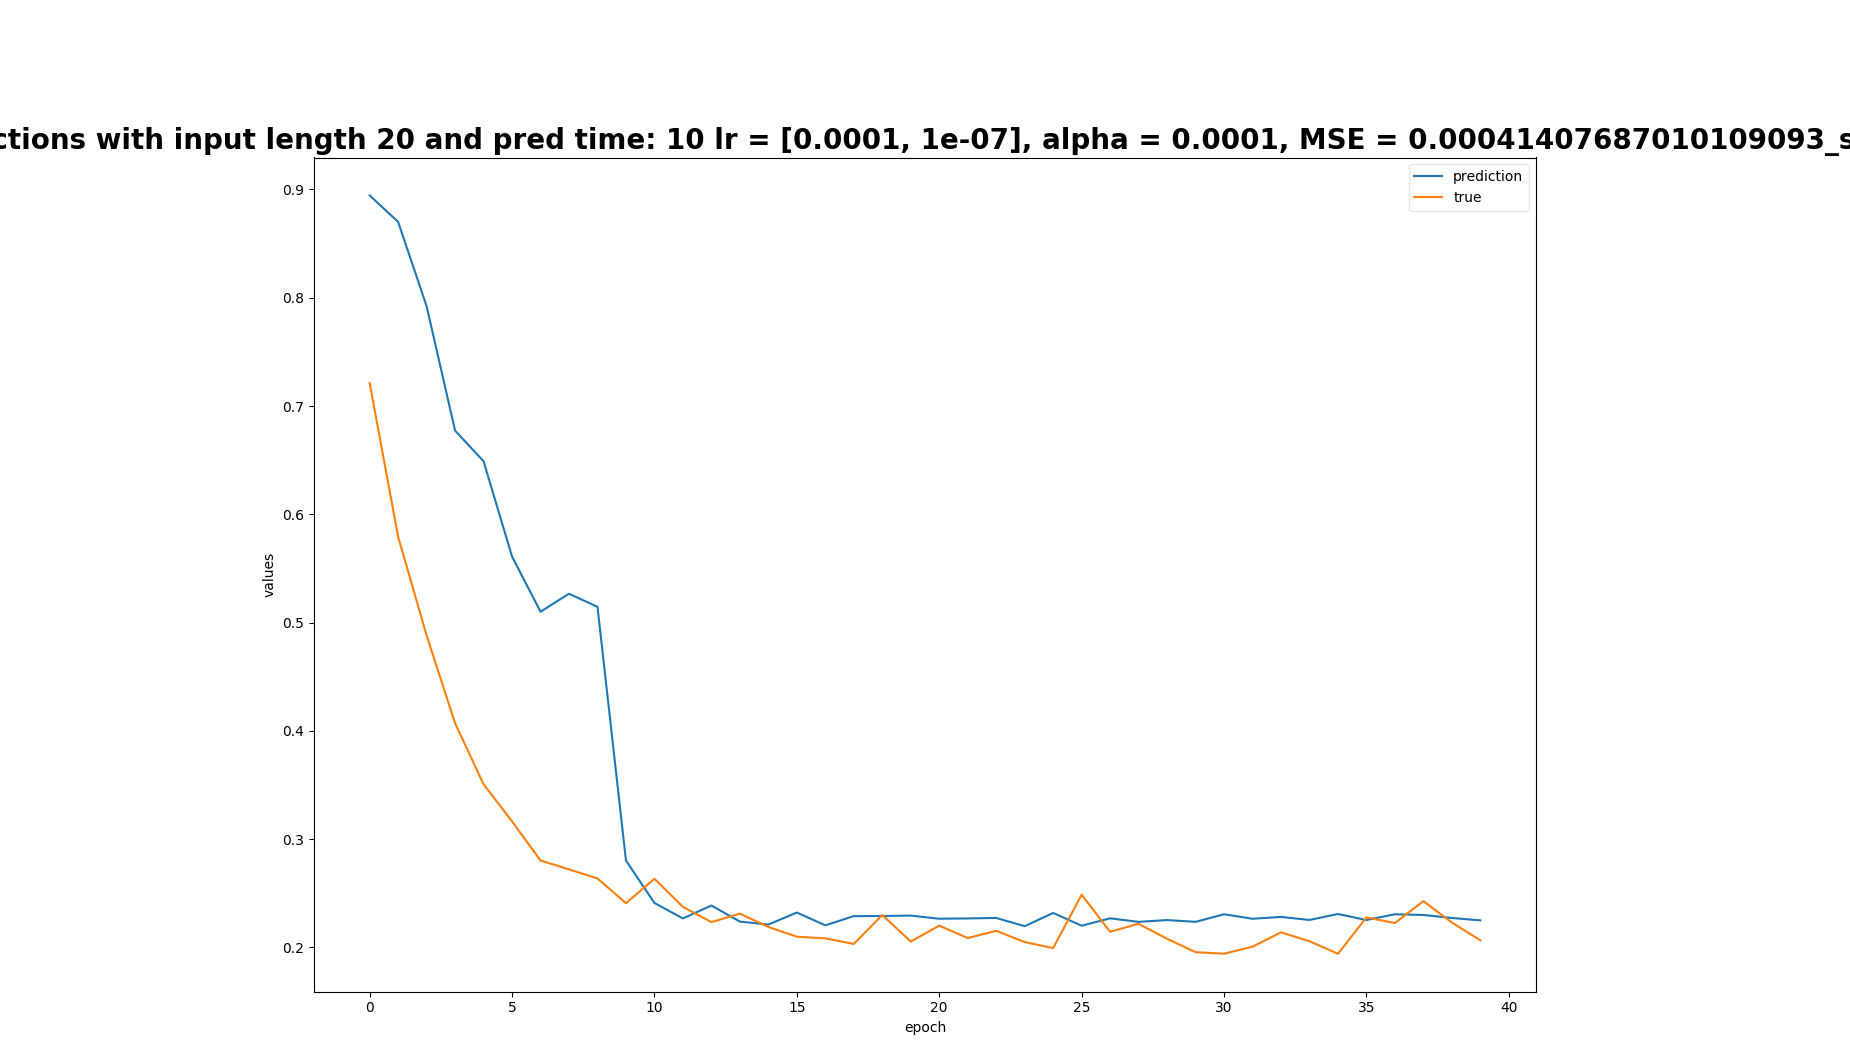 ctions with input length 20 and pred time: 10 lr = [0.0001, 1e-07], alpha = 0.0001, MSE = 0.00041407687010109093_s
prediction
true
0.9
0.8
0.7
0.6
0.5
0.4
0.3
0.2
values
0 5 10 15 20 25 30 35 40
epoch